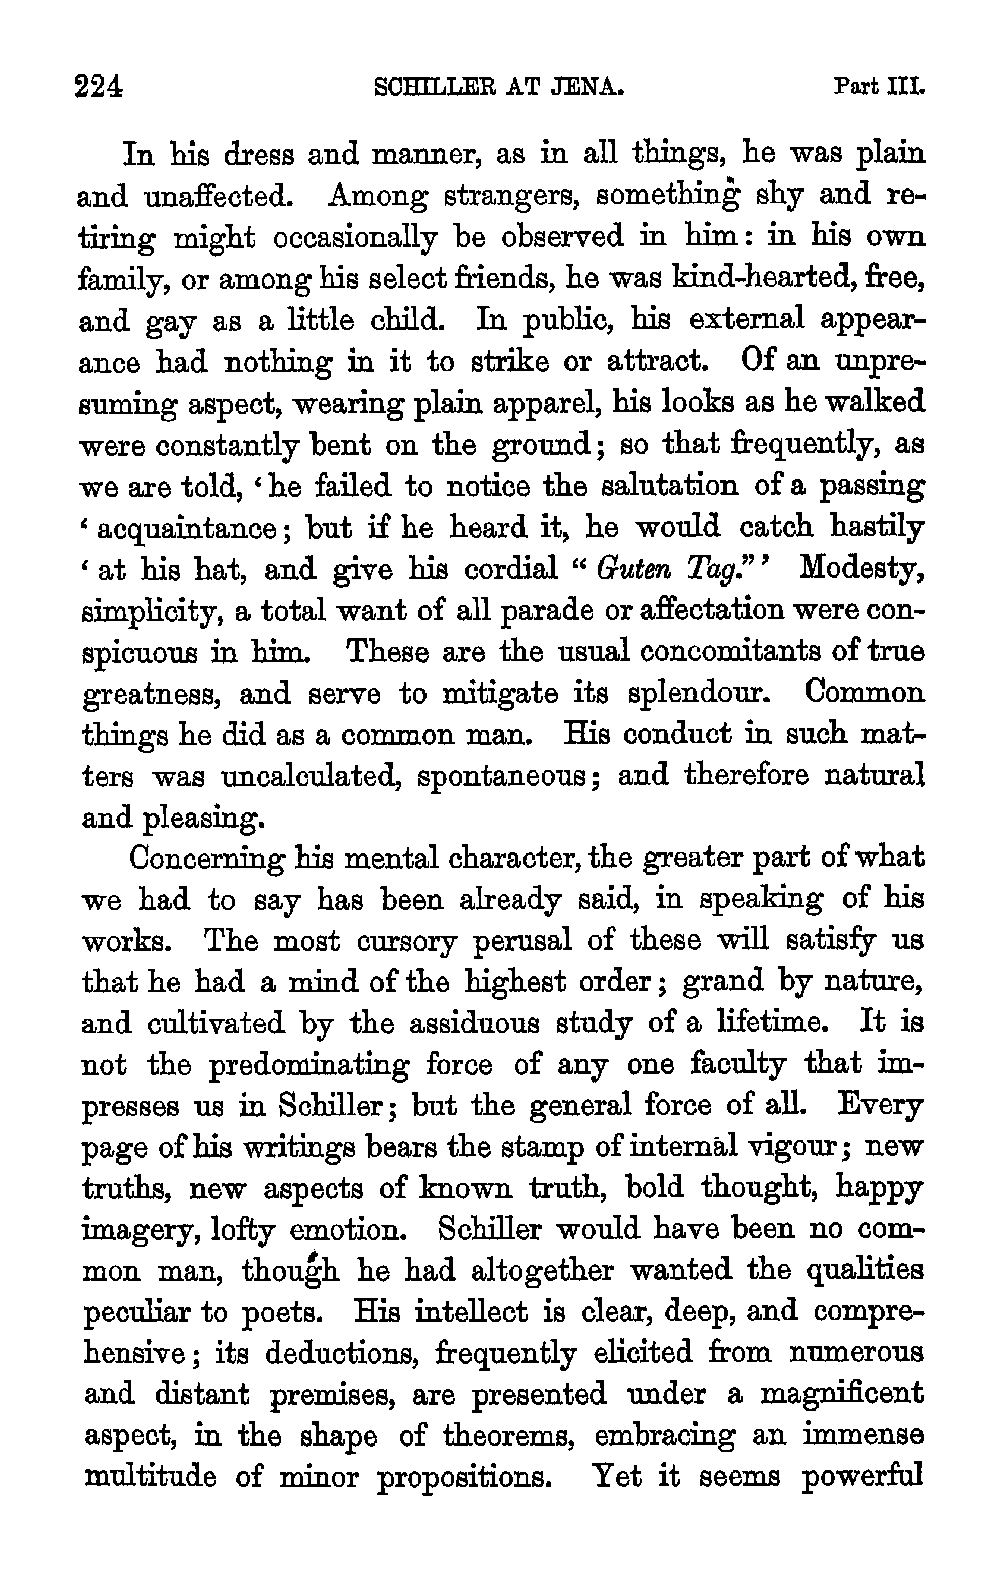 224 SCHILLER AT JENA. Part III.
In his dress and manner, as in all things, he was plain
and unaffected. Among strangers, something shy and re-
tiring might occasionally be observed in him: in his own
family, or among his select friends, he was kind-hearted, free,
and gay as a little child. In public, his external appear-
ance had nothing in it to strike or attract. Of an unpre-
suming aspect, wearing plain apparel, his looks as he walked
were constantly bent on the ground; so that frequently, as
we are told, ‘he failed to notice the salutation of a passing
‘acquaintance; but if he heard it, he would catch hastily
‘at his hat, and give his cordial “Guten Tag.”’ Modesty,
simplicity, a total want of all parade or affectation were con-
spicuous in him. These are the usual concomitants of true
greatness, and serve to mitigate its splendour. Common
things he did as a common man. His conduct in such mat-
ters was uncalculated, spontaneous; and therefore natural
and pleasing.
Concerning his mental character, the greater part of what
we had to say has been already said, in speaking of his
works. The most cursory perusal of these will satisfy us
that he had a mind of the highest order; grand by nature,
and cultivated by the assiduous study of a lifetime. It is
not the predominating force of any one faculty that im-
presses us in Schiller; but the general force of all. Every
page of his writings bears the stamp of internal vigour; new
truths, new aspects of known truth, bold thought, happy
imagery, lofty emotion. Schiller would have been no com-
mon man, though he had altogether wanted the qualities
peculiar to poets. His intellect is clear, deep, and compre-
hensive; its deductions, frequently elicited from numerous
and distant premises, are presented under a magnificent
aspect, in the shape of theorems, embracing an immense
multitude of minor propositions. Yet it seems powerful